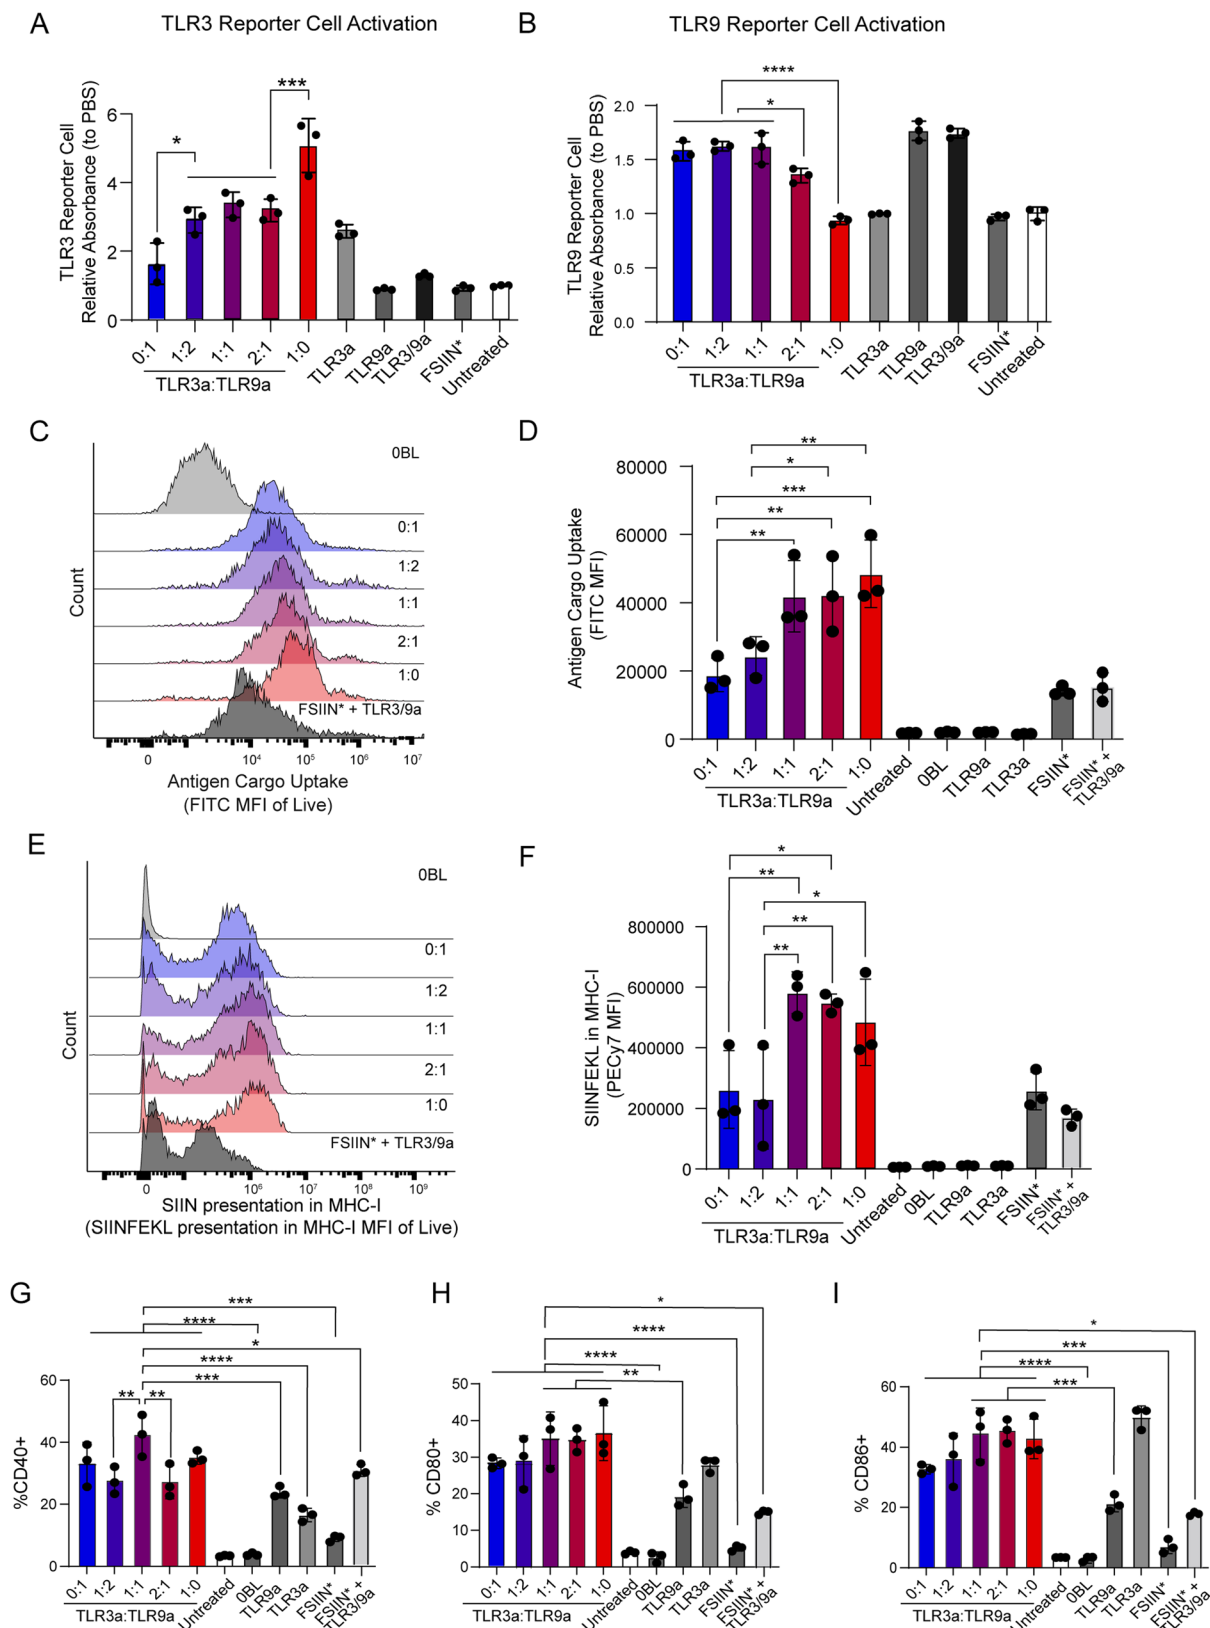 A
TLR3 Reporter Cell Activation
TLR3 Reporter Cell
Relative Absorbance (to PBS)
6
4
2
0
*
***
0:1
1:2
1:1
2:1
1:0
TLR3a
TLR9a
TLR3/9a
FSIIN*
Untreated
TLR3a:TLR9a
B
TLR9 Reporter Cell Activation
TLR9 Reporter Cell
Relative Absorbance (to PBS)
2.0
1.5
1.0
0.5
0.0
****
*
0:1
1:2
1:1
2:1
1:0
TLR3a
TLR9a
TLR3/9a
FSIIN*
Untreated
TLR3a:TLR9a
C
Count
0BL
0:1
1:2
1:1
2:1
1:0
FSIIN* + TLR3/9a
0
10⁴
10⁵
10⁶
10⁷
Antigen Cargo Uptake
(FITC MFI of Live)
D
Antigen Cargo Uptake
(FITC MFI)
80000
60000
40000
20000
0
**
*
***
**
**
0:1
1:2
1:1
2:1
1:0
Untreated
0BL
TLR9a
TLR3a
FSIIN*
FSIIN* +
TLR3/9a
TLR3a:TLR9a
E
Count
0BL
0:1
1:2
1:1
2:1
1:0
FSIIN* + TLR3/9a
0
10⁶
10⁷
10⁸
10⁹
SIIN presentation in MHC-I
(SIINFEKL presentation in MHC-I MFI of Live)
F
SIINFEKL in MHC-I
(PECy7 MFI)
800000
600000
400000
200000
0
*
**
*
**
**
0:1
1:2
1:1
2:1
1:0
Untreated
0BL
TLR9a
TLR3a
FSIIN*
FSIIN* +
TLR3/9a
TLR3a:TLR9a
G
%CD40+
60
40
20
0
***
****
*
****
***
**
**
0:1
1:2
1:1
2:1
1:0
Untreated
0BL
TLR9a
TLR3a
FSIIN*
FSIIN* +
TLR3/9a
TLR3a:TLR9a
H
% CD80+
50
40
30
20
10
0
*
****
****
**
0:1
1:2
1:1
2:1
1:0
Untreated
0BL
TLR9a
TLR3a
FSIIN*
FSIIN* +
TLR3/9a
TLR3a:TLR9a
I
% CD86+
60
40
20
0
*
***
****
***
0:1
1:2
1:1
2:1
1:0
Untreated
0BL
TLR9a
TLR3a
FSIIN*
FSIIN* +
TLR3/9a
TLR3a:TLR9a